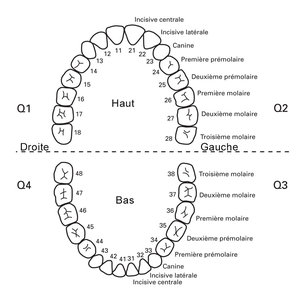 Incisive centrale
Incisive latérale
Canine
Première prémolaire
Deuxième prémolaire
Première molaire
Deuxième molaire
Troisième molaire
11 21
12 22
13 23
14 24
15 25
16 26
17 27
18 28
Q1 Haut Q2
Droite Gauche
Q4 Bas Q3
48 38
47 37
46 36
45 35
44 34
43 33
42 41 31 32
Troisième molaire
Deuxième molaire
Première molaire
Deuxième prémolaire
Première prémolaire
Canine
Incisive latérale
Incisive centrale